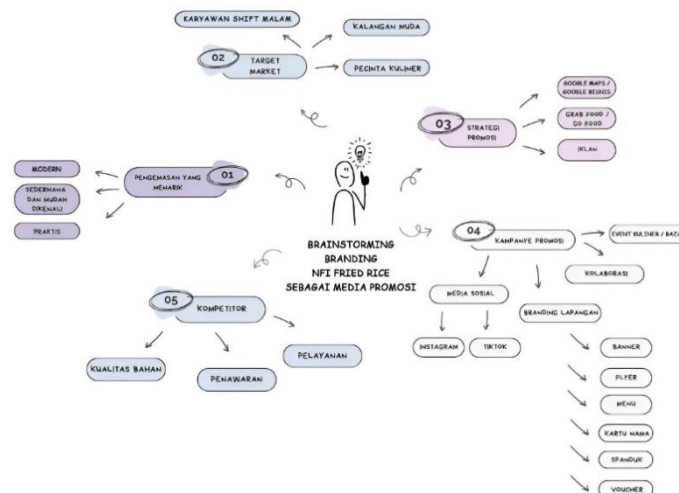 BRAINSTORMING
BRANDING
NFI FRIED RICE
SEBAGAI MEDIA PROMOSI
01
PENGEMASAN YANG
MENARIK
MODERN
SEDERHANA
DAN MUDAH
DIKENALI
PRAKTIS
02
TARGET
MARKET
KARYAWAN SHIFT MALAM
KALANGAN MUDA
PECINTA KULINER
03
STRATEGI
PROMOSI
GOOGLE MAPS /
GOOGLE BISNIS
GRAB FOOD /
GO FOOD
IKLAN
04
KAMPANYE PROMOSI
EVENT KULINER / BAZA
KOLABORASI
MEDIA SOSIAL
INSTAGRAM
TIKTOK
BRANDING LAPANGAN
BANNER
FLYER
MENU
KARTU NAMA
SPANDUK
VOUCHER
05
KOMPETITOR
KUALITAS BAHAN
PENAWARAN
PELAYANAN